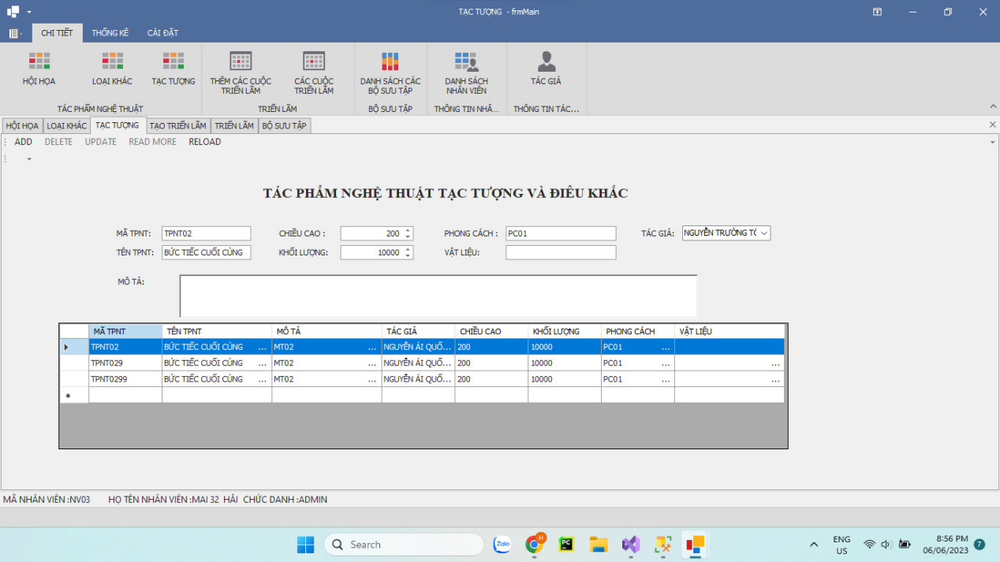 TẠC TƯỢNG - frmMain
CHI TIẾT THỐNG KÊ CÀI ĐẶT
HỘI HỌA LOẠI KHÁC TẠC TƯỢNG THÊM CÁC CUỘC TRIỂN LÃM CÁC CUỘC TRIỂN LÃM DANH SÁCH CÁC BỘ SƯU TẬP DANH SÁCH NHÂN VIÊN TÁC GIẢ
TÁC PHẨM NGHỆ THUẬT TRIỂN LÃM BỘ SƯU TẬP THÔNG TIN NHÂ... THÔNG TIN TÁC...
HỘI HỌA LOẠI KHÁC TẠC TƯỢNG TẠO TRIỂN LÃM TRIỂN LÃM BỘ SƯU TẬP
ADD DELETE UPDATE READ MORE RELOAD
TÁC PHẨM NGHỆ THUẬT TẠC TƯỢNG VÀ ĐIÊU KHẮC
MÃ TPNT: TPNT02 CHIỀU CAO : 200 PHONG CÁCH : PC01 TÁC GIẢ: NGUYỄN TRƯỜNG
TÊN TPNT: BỨC TIẾC CUỐI CÙNG KHỐI LƯỢNG: 10000 VẬT LIỆU:
MÔ TẢ:
MÃ TPNT TÊN TPNT MÔ TẢ TÁC GIẢ CHIỀU CAO KHỐI LƯỢNG PHONG CÁCH VẬT LIỆU
TPNT02 BỨC TIẾC CUỐI CÙNG ... MT02 ... NGUYỄN ÁI QUỐ... 200 10000 PC01 ...
TPNT029 BỨC TIẾC CUỐI CÙNG ... MT02 ... NGUYỄN ÁI QUỐ... 200 10000 PC01 ... ...
TPNT0299 BỨC TIẾC CUỐI CÙNG ... MT02 ... NGUYỄN ÁI QUỐ... 200 10000 PC01 ... ...
MÃ NHÂN VIÊN :NV03 HỌ TÊN NHÂN VIÊN :MAI 32 HẢI CHỨC DANH :ADMIN
Search Zalo H PC ENG 8:56 PM 7
US 06/06/2023